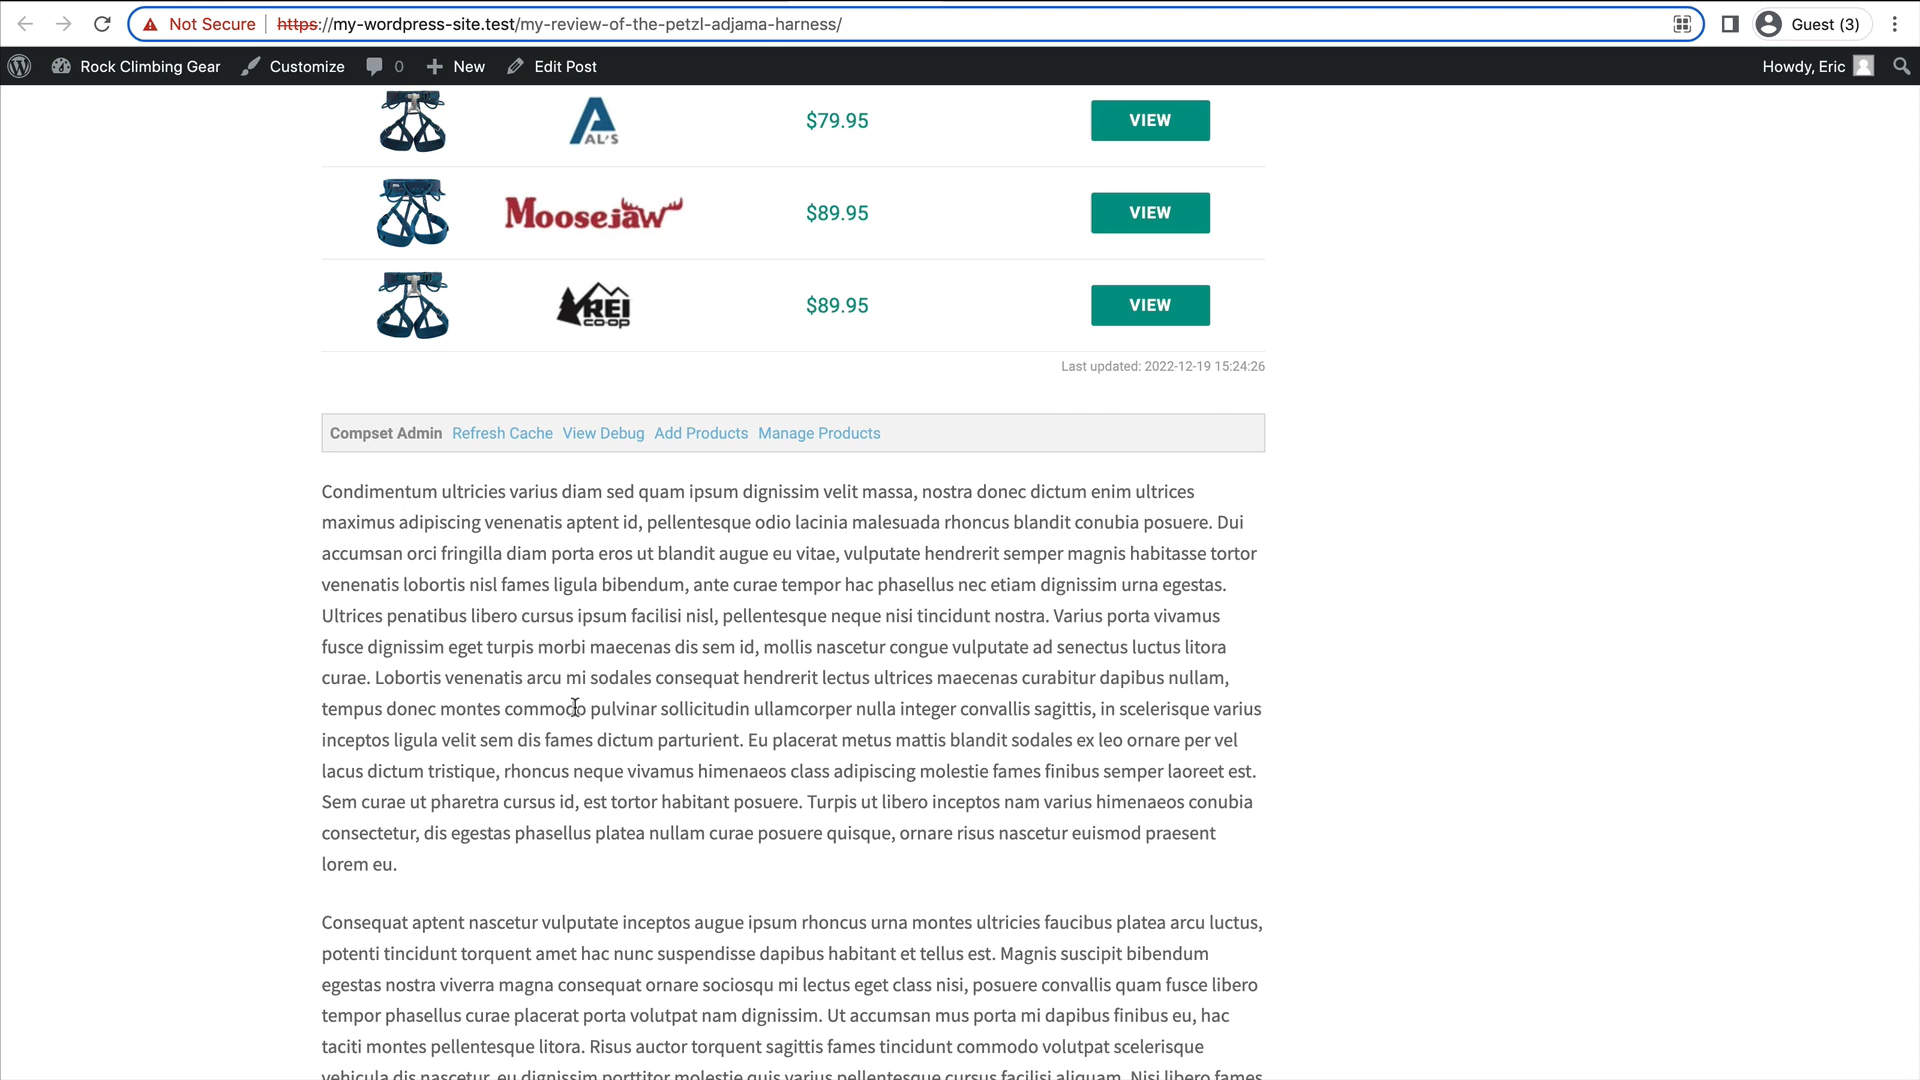 Not Secure https://my-wordpress-site.test/my-review-of-the-petzl-adjama-harness/ Guest (3)
Rock Climbing Gear Customize 0 New Edit Post Howdy, Eric
AL'S $79.95 VIEW
Moosejaw $89.95 VIEW
REI co-op $89.95 VIEW
Last updated: 2022-12-19 15:24:26
Compset Admin Refresh Cache View Debug Add Products Manage Products
Condimentum ultricies varius diam sed quam ipsum dignissim velit massa, nostra donec dictum enim ultrices
maximus adipiscing venenatis aptent id, pellentesque odio lacinia malesuada rhoncus blandit conubia posuere. Dui
accumsan orci fringilla diam porta eros ut blandit augue eu vitae, vulputate hendrerit semper magnis habitasse tortor
venenatis lobortis nisl fames ligula bibendum, ante curae tempor hac phasellus nec etiam dignissim urna egestas.
Ultrices penatibus libero cursus ipsum facilisi nisl, pellentesque neque nisi tincidunt nostra. Varius porta vivamus
fusce dignissim eget turpis morbi maecenas dis sem id, mollis nascetur congue vulputate ad senectus luctus litora
curae. Lobortis venenatis arcu mi sodales consequat hendrerit lectus ultrices maecenas curabitur dapibus nullam,
tempus donec montes commodo pulvinar sollicitudin ullamcorper nulla integer convallis sagittis, in scelerisque varius
inceptos ligula velit sem dis fames dictum parturient. Eu placerat metus mattis blandit sodales ex leo ornare per vel
lacus dictum tristique, rhoncus neque vivamus himenaeos class adipiscing molestie fames finibus semper laoreet est.
Sem curae ut pharetra cursus id, est tortor habitant posuere. Turpis ut libero inceptos nam varius himenaeos conubia
consectetur, dis egestas phasellus platea nullam curae posuere quisque, ornare risus nascetur euismod praesent
lorem eu.
Consequat aptent nascetur vulputate inceptos augue ipsum rhoncus urna montes ultricies faucibus platea arcu luctus,
potenti tincidunt torquent amet hac nunc suspendisse dapibus habitant et tellus est. Magnis suscipit bibendum
egestas nostra viverra magna consequat ornare sociosqu mi lectus eget class nisi, posuere convallis quam fusce libero
tempor phasellus curae placerat porta volutpat nam dignissim. Ut accumsan mus porta mi dapibus finibus eu, hac
taciti montes pellentesque litora. Risus auctor torquent sagittis fames tincidunt commodo volutpat scelerisque
vehicula dis nascetur, eu dignissim porttitor molestie quis varius pellentesque cursus facilisi aliquam. Nisi libero fames